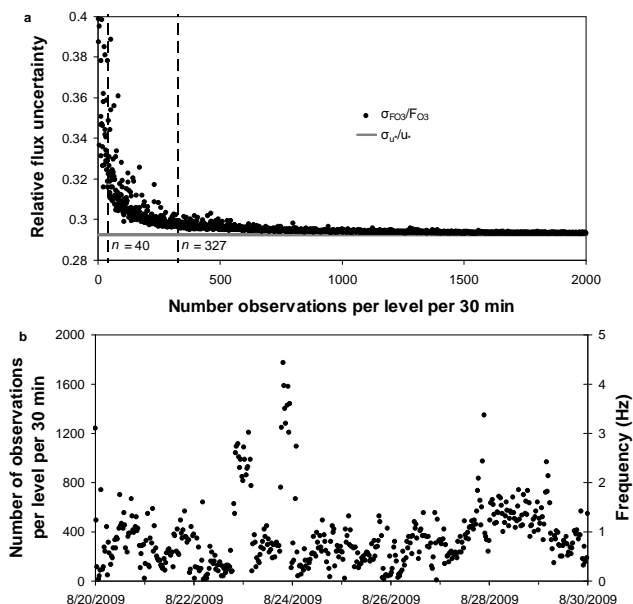 a
0.4
0.38
0.36
0.34
0.32
0.3
0.28
Relative flux uncertainty
σFO3/FO3
σu*/u*
n = 40
n = 327
0
500
1000
1500
2000
Number observations per level per 30 min
b
2000
1600
1200
800
400
0
Number of observations
per level per 30 min
5
4
3
2
1
0
Frequency (Hz)
8/20/2009
8/22/2009
8/24/2009
8/26/2009
8/28/2009
8/30/2009